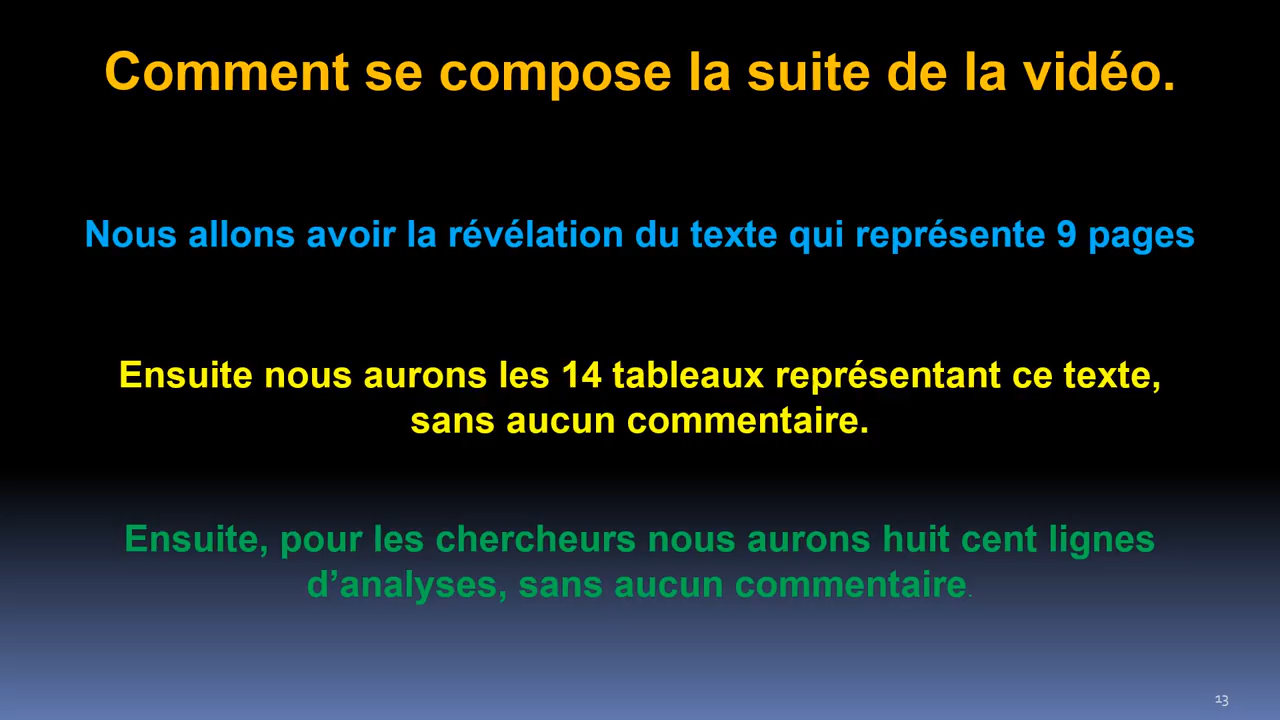 Comment se compose la suite de la vidéo.
Nous allons avoir la révélation du texte qui représente 9 pages
Ensuite nous aurons les 14 tableaux représentant ce texte,
sans aucun commentaire.
Ensuite, pour les chercheurs nous aurons huit cent lignes
d’analyses, sans aucun commentaire.
13